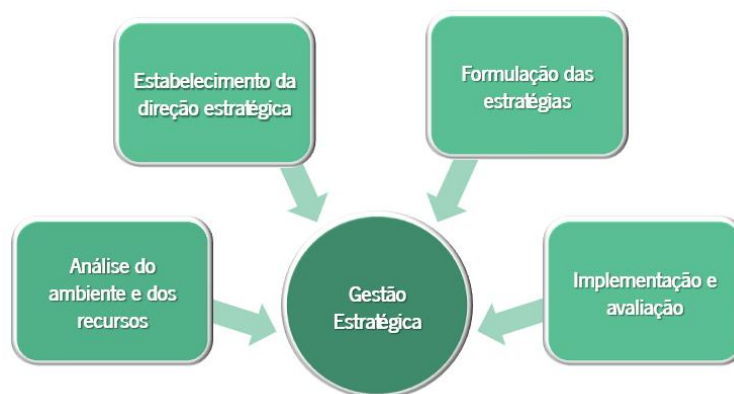 Estabelecimento da
direção estratégica
Formulação das
estratégias
Análise do
ambiente e dos
recursos
Gestão
Estratégica
Implementação e
avaliação